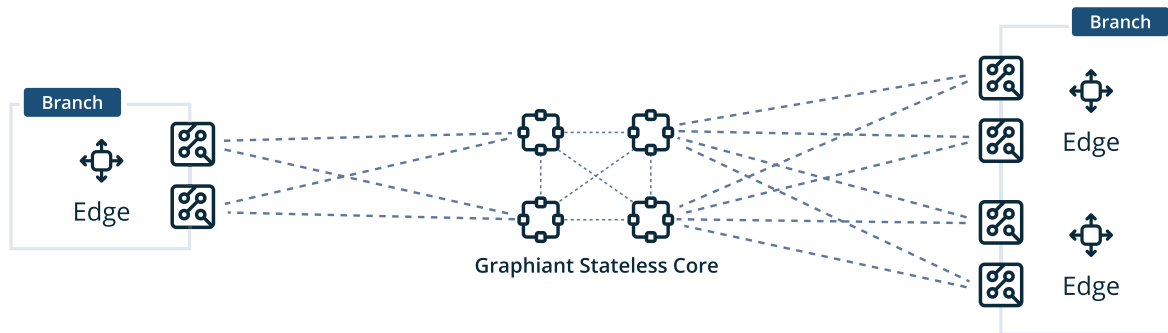 Branch
Edge
Graphiant Stateless Core
Branch
Edge
Edge